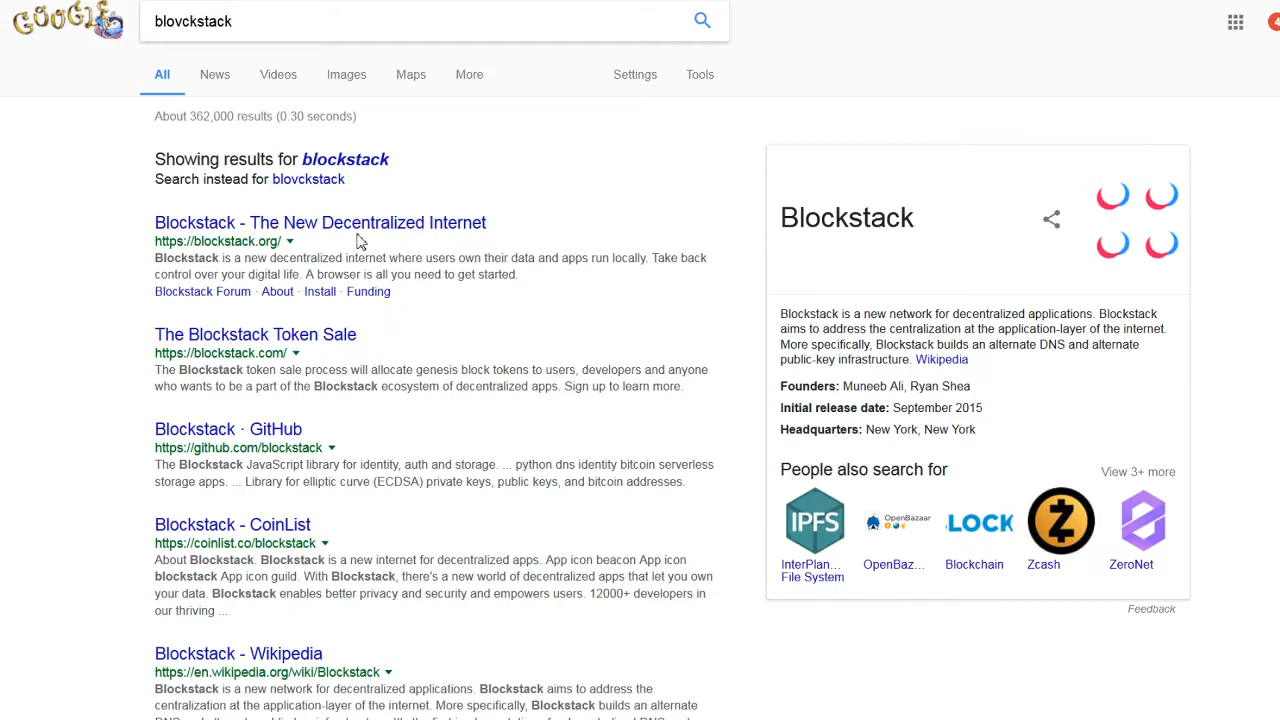 GOOGLE
blovckstack
4
All News Videos Images Maps More Settings Tools
About 362,000 results (0.30 seconds)
Showing results for blockstack
Search instead for blovckstack
Blockstack - The New Decentralized Internet
https://blockstack.org/
Blockstack is a new decentralized internet where users own their data and apps run locally. Take back
control over your digital life. A browser is all you need to get started.
Blockstack Forum · About · Install · Funding
The Blockstack Token Sale
https://blockstack.com/
The Blockstack token sale process will allocate genesis block tokens to users, developers and anyone
who wants to be a part of the Blockstack ecosystem of decentralized apps. Sign up to learn more.
Blockstack · GitHub
https://github.com/blockstack
The Blockstack JavaScript library for identity, auth and storage. ... python dns identity bitcoin serverless
storage apps. ... Library for elliptic curve (ECDSA) private keys, public keys, and bitcoin addresses.
Blockstack - CoinList
https://coinlist.co/blockstack
About Blockstack. Blockstack is a new internet for decentralized apps. App icon beacon App icon
blockstack App icon guild. With Blockstack, there's a new world of decentralized apps that let you own
your data. Blockstack enables better privacy and security and empowers users. 12000+ developers in
our thriving ...
Blockstack - Wikipedia
https://en.wikipedia.org/wiki/Blockstack
Blockstack is a new network for decentralized applications. Blockstack aims to address the
centralization at the application-layer of the internet. More specifically, Blockstack builds an alternate
Blockstack
Blockstack is a new network for decentralized applications. Blockstack
aims to address the centralization at the application-layer of the internet.
More specifically, Blockstack builds an alternate DNS and alternate
public-key infrastructure. Wikipedia
Founders: Muneeb Ali, Ryan Shea
Initial release date: September 2015
Headquarters: New York, New York
People also search for
View 3+ more
IPFS
OpenBazaar
LOCK
InterPlan...
File System
OpenBaz...
Blockchain
Zcash
ZeroNet
Feedback